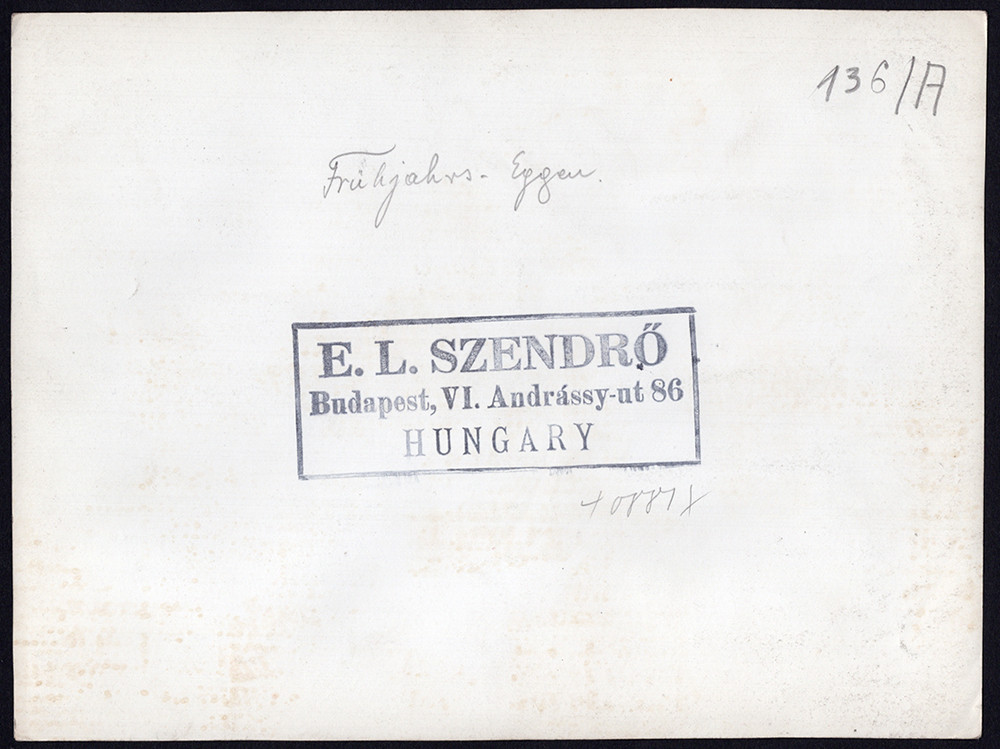 136/A
Frühjahrs-Eggen.
E. L. SZENDRŐ
Budapest, VI. Andrássy-ut 86
HUNGARY